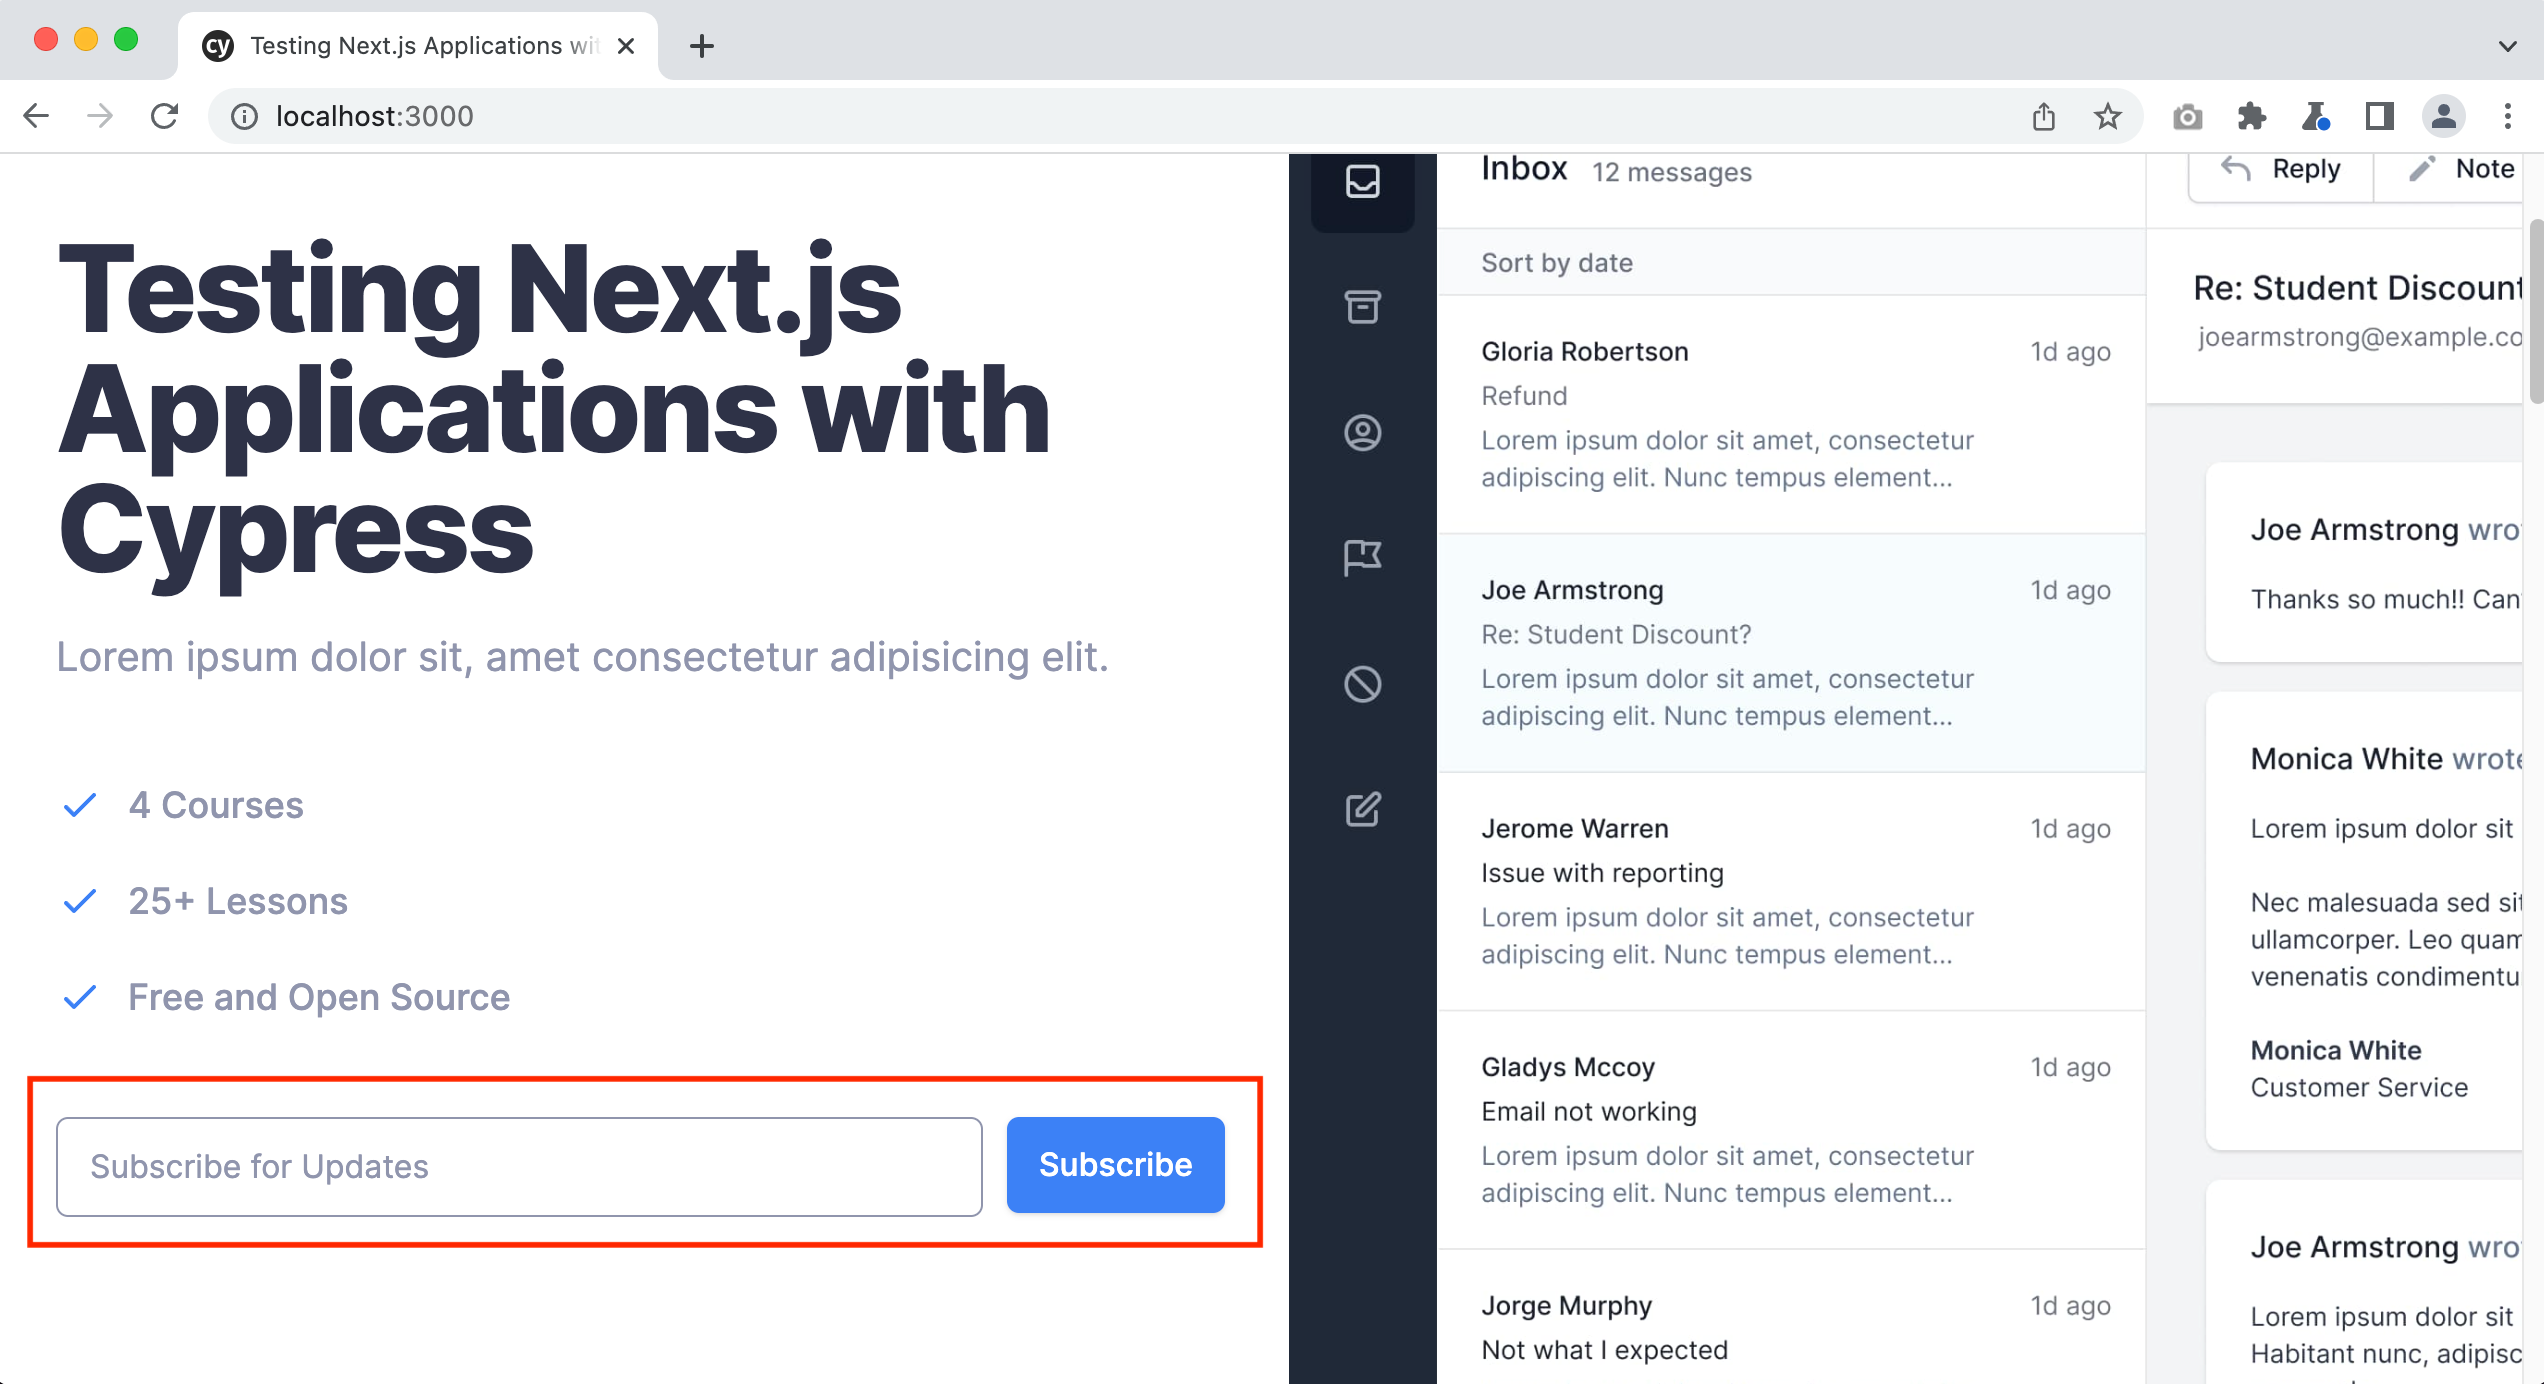 Testing Next.js Applications wit
localhost:3000
Testing Next.js
Applications with
Cypress
Lorem ipsum dolor sit, amet consectetur adipisicing elit.
4 Courses
25+ Lessons
Free and Open Source
Subscribe for Updates
Subscribe
Inbox 12 messages
Sort by date
Gloria Robertson 1d ago
Refund
Lorem ipsum dolor sit amet, consectetur
adipiscing elit. Nunc tempus element...
Joe Armstrong 1d ago
Re: Student Discount?
Lorem ipsum dolor sit amet, consectetur
adipiscing elit. Nunc tempus element...
Jerome Warren 1d ago
Issue with reporting
Lorem ipsum dolor sit amet, consectetur
adipiscing elit. Nunc tempus element...
Gladys Mccoy 1d ago
Email not working
Lorem ipsum dolor sit amet, consectetur
adipiscing elit. Nunc tempus element...
Jorge Murphy 1d ago
Not what I expected
Reply Note
Re: Student Discount
joearmstrong@example.co
Joe Armstrong wro
Thanks so much!! Can
Monica White wrote
Lorem ipsum dolor sit
Nec malesuada sed sit
ullamcorper. Leo quam
venenatis condimentu
Monica White
Customer Service
Joe Armstrong wro
Lorem ipsum dolor sit
Habitant nunc, adipisc